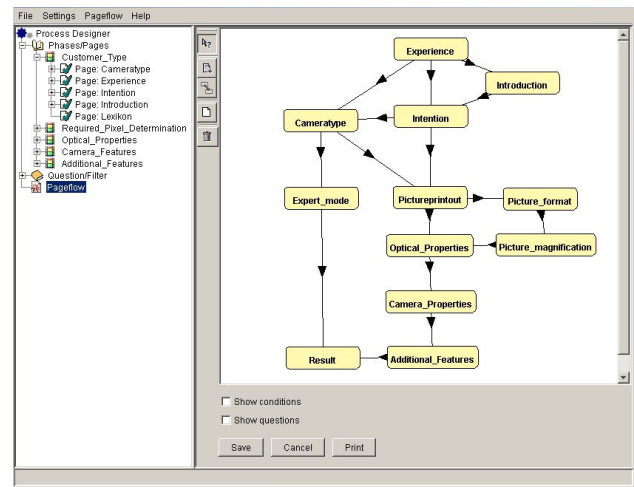 File Settings Pageflow Help
Process Designer
Phases/Pages
Customer_Type
Page: Cameratype
Page: Experience
Page: Intention
Page: Introduction
Page: Lexikon
Required_Pixel_Determination
Optical_Properties
Camera_Features
Additional_Features
Question/Filter
Pageflow
Experience
Introduction
Cameratype
Intention
Expert_mode
Pictureprintout
Picture_format
Optical_Properties
Picture_magnification
Camera_Properties
Result
Additional_Features
Show conditions
Show questions
Save Cancel Print